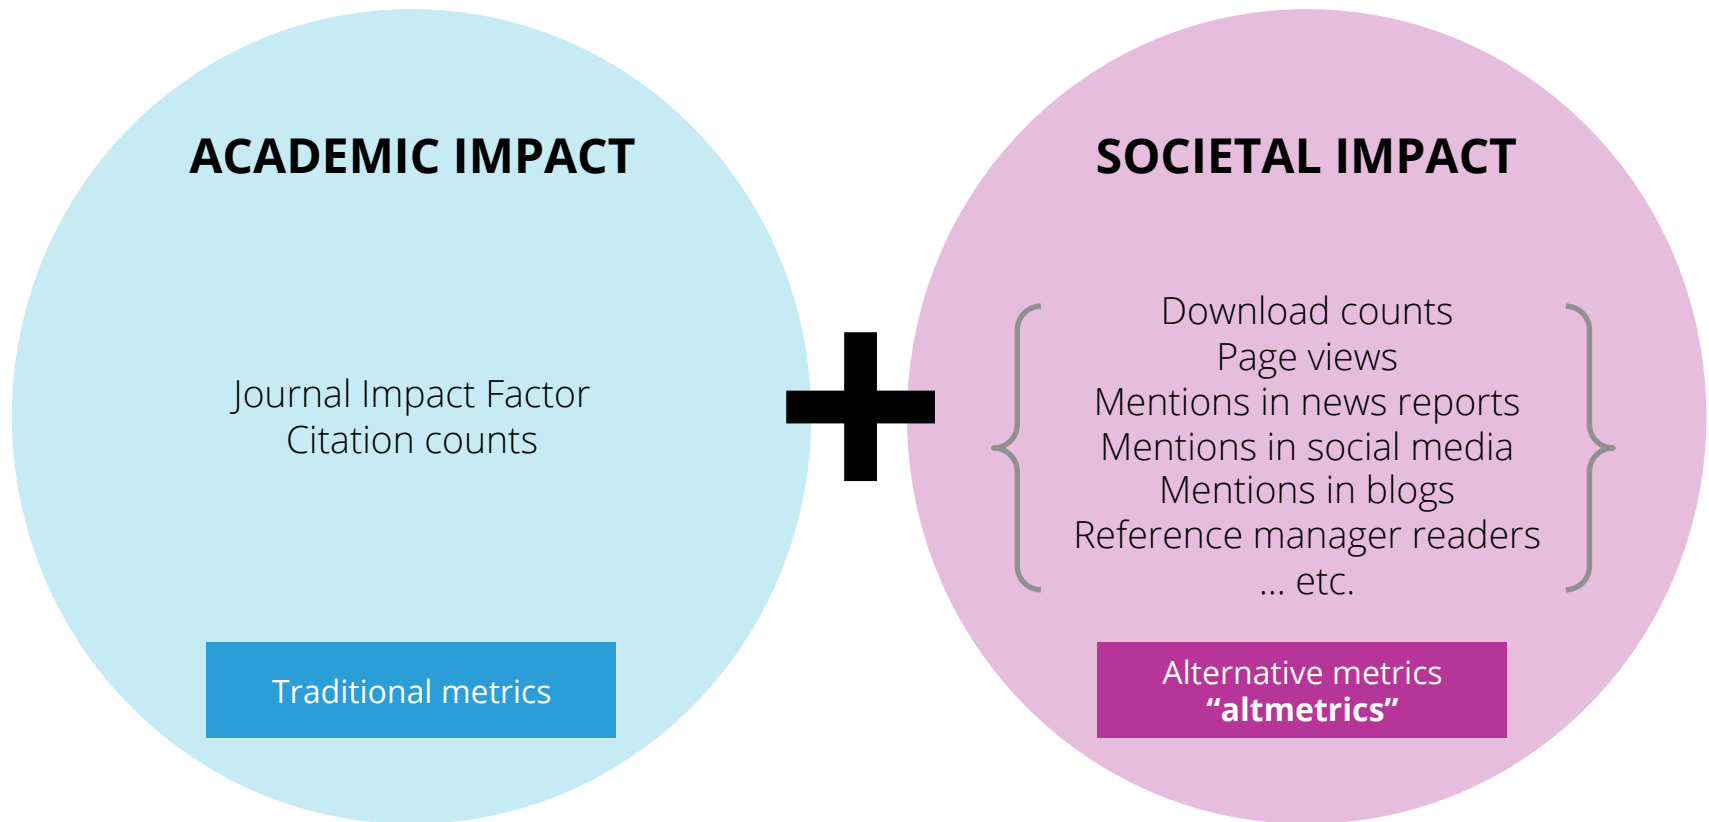 ACADEMIC IMPACT
Journal Impact Factor
Citation counts
Traditional metrics
SOCIETAL IMPACT
Download counts
Page views
Mentions in news reports
Mentions in social media
Mentions in blogs
Reference manager readers
... etc.
Alternative metrics
“altmetrics”